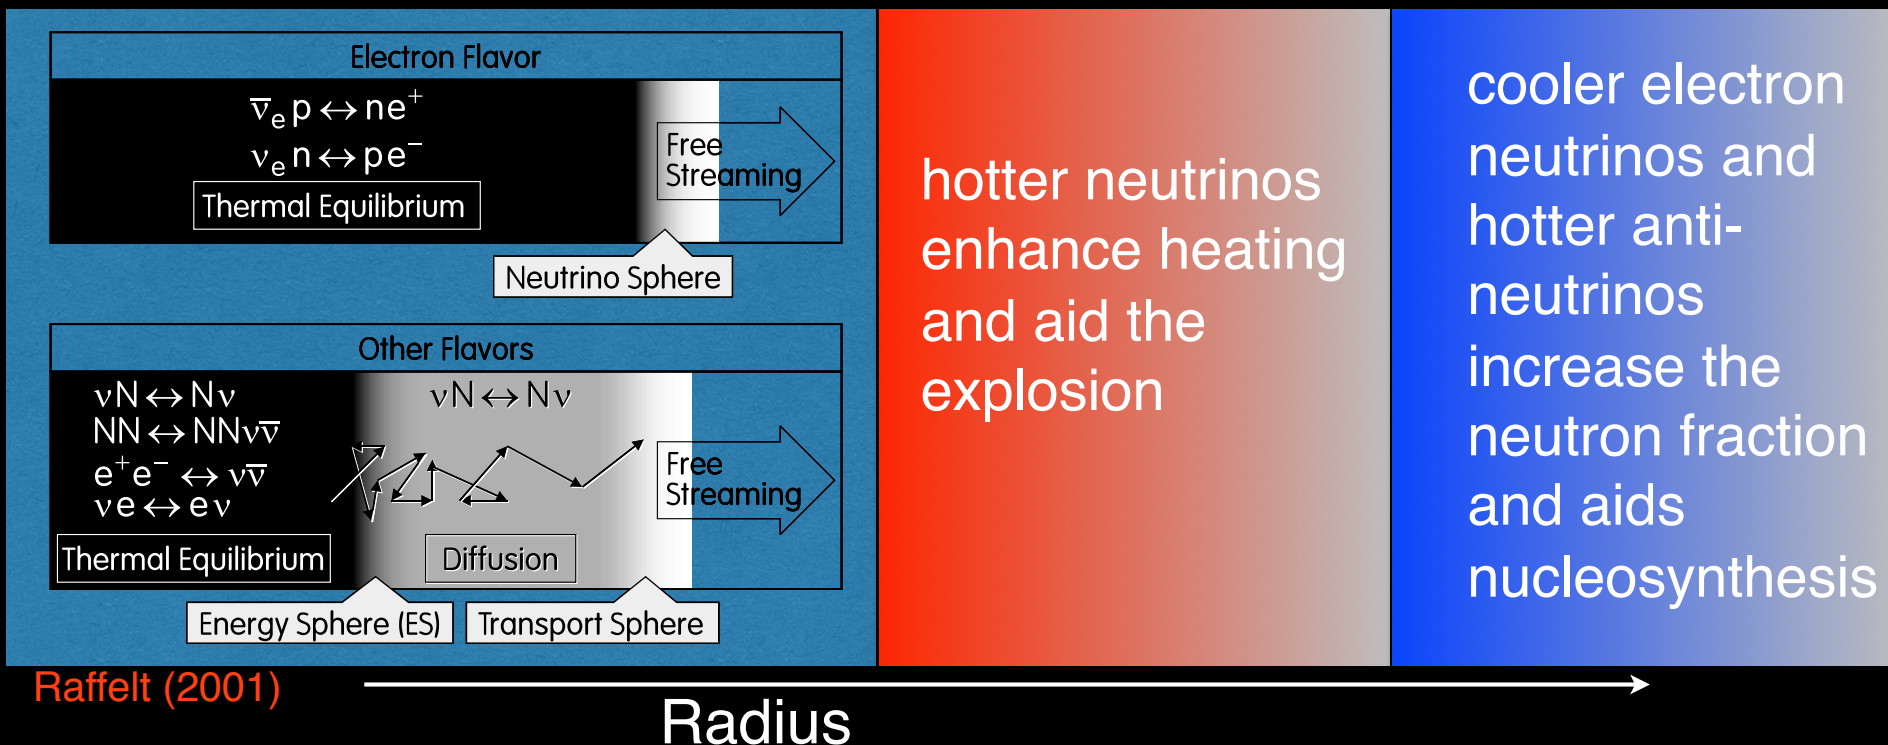 Electron Flavor
ν̅ₑ p ↔ ne⁺
νₑ n ↔ pe⁻
Thermal Equilibrium
Free
Streaming
Neutrino Sphere
Other Flavors
νN ↔ Nν
NN ↔ NNνν̅
e⁺e⁻ ↔ νν̅
νe ↔ eν
Thermal Equilibrium
νN ↔ Nν
Diffusion
Free
Streaming
Energy Sphere (ES)
Transport Sphere
hotter neutrinos
enhance heating
and aid the
explosion
cooler electron
neutrinos and
hotter anti-
neutrinos
increase the
neutron fraction
and aids
nucleosynthesis
Raffelt (2001)
Radius